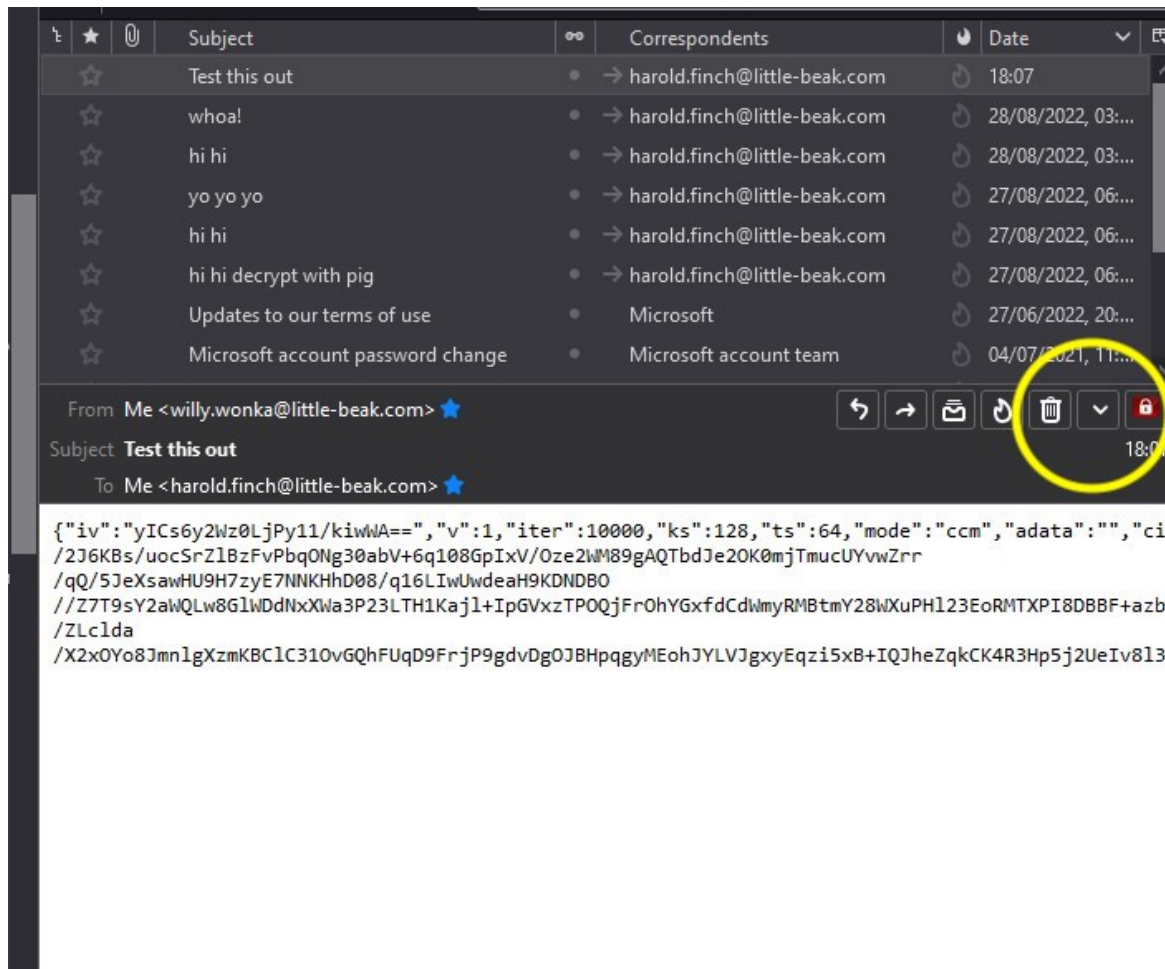 Subject Correspondents Date
Test this out harold.finch@little-beak.com 18:07
whoa! harold.finch@little-beak.com 28/08/2022, 03:...
hi hi harold.finch@little-beak.com 28/08/2022, 03:...
yo yo yo harold.finch@little-beak.com 27/08/2022, 06:...
hi hi harold.finch@little-beak.com 27/08/2022, 06:...
hi hi decrypt with pig harold.finch@little-beak.com 27/08/2022, 06:...
Updates to our terms of use Microsoft 27/06/2022, 20:...
Microsoft account password change Microsoft account team 04/07/2021, 11:...
From Me <willy.wonka@little-beak.com>
Subject Test this out 18:07
To Me <harold.finch@little-beak.com>
{"iv":"yICs6y2Wz0LjPy11/kiwWA==","v":1,"iter":10000,"ks":128,"ts":64,"mode":"ccm","adata":"","ci
/2J6KBs/uocSrZlBzFvPbqONg30abV+6q108GpIxV/Oze2WM89gAQTbdJe2OK0mjTmucUYvwZrr
/qQ/5JeXsawHU9H7zyE7NNKHhD08/q16LIwUwdeaH9KDNDBO
//Z7T9sY2aWQLw8GlWDdNxXWa3P23LTH1Kajl+IpGVxzTPOQjFrOhYGxfdCdWmyRMBtmY28WXuPHl23EoRMTXPI8DBBF+azb
/ZLclda
/X2xOYo8JmnlgXzmKBClC31OvGQhFUqD9FrjP9gdvDgOJBHpqgyMEohJYLVJgxyEqzi5xB+IQJheZqkCK4R3Hp5j2UeIv8l3